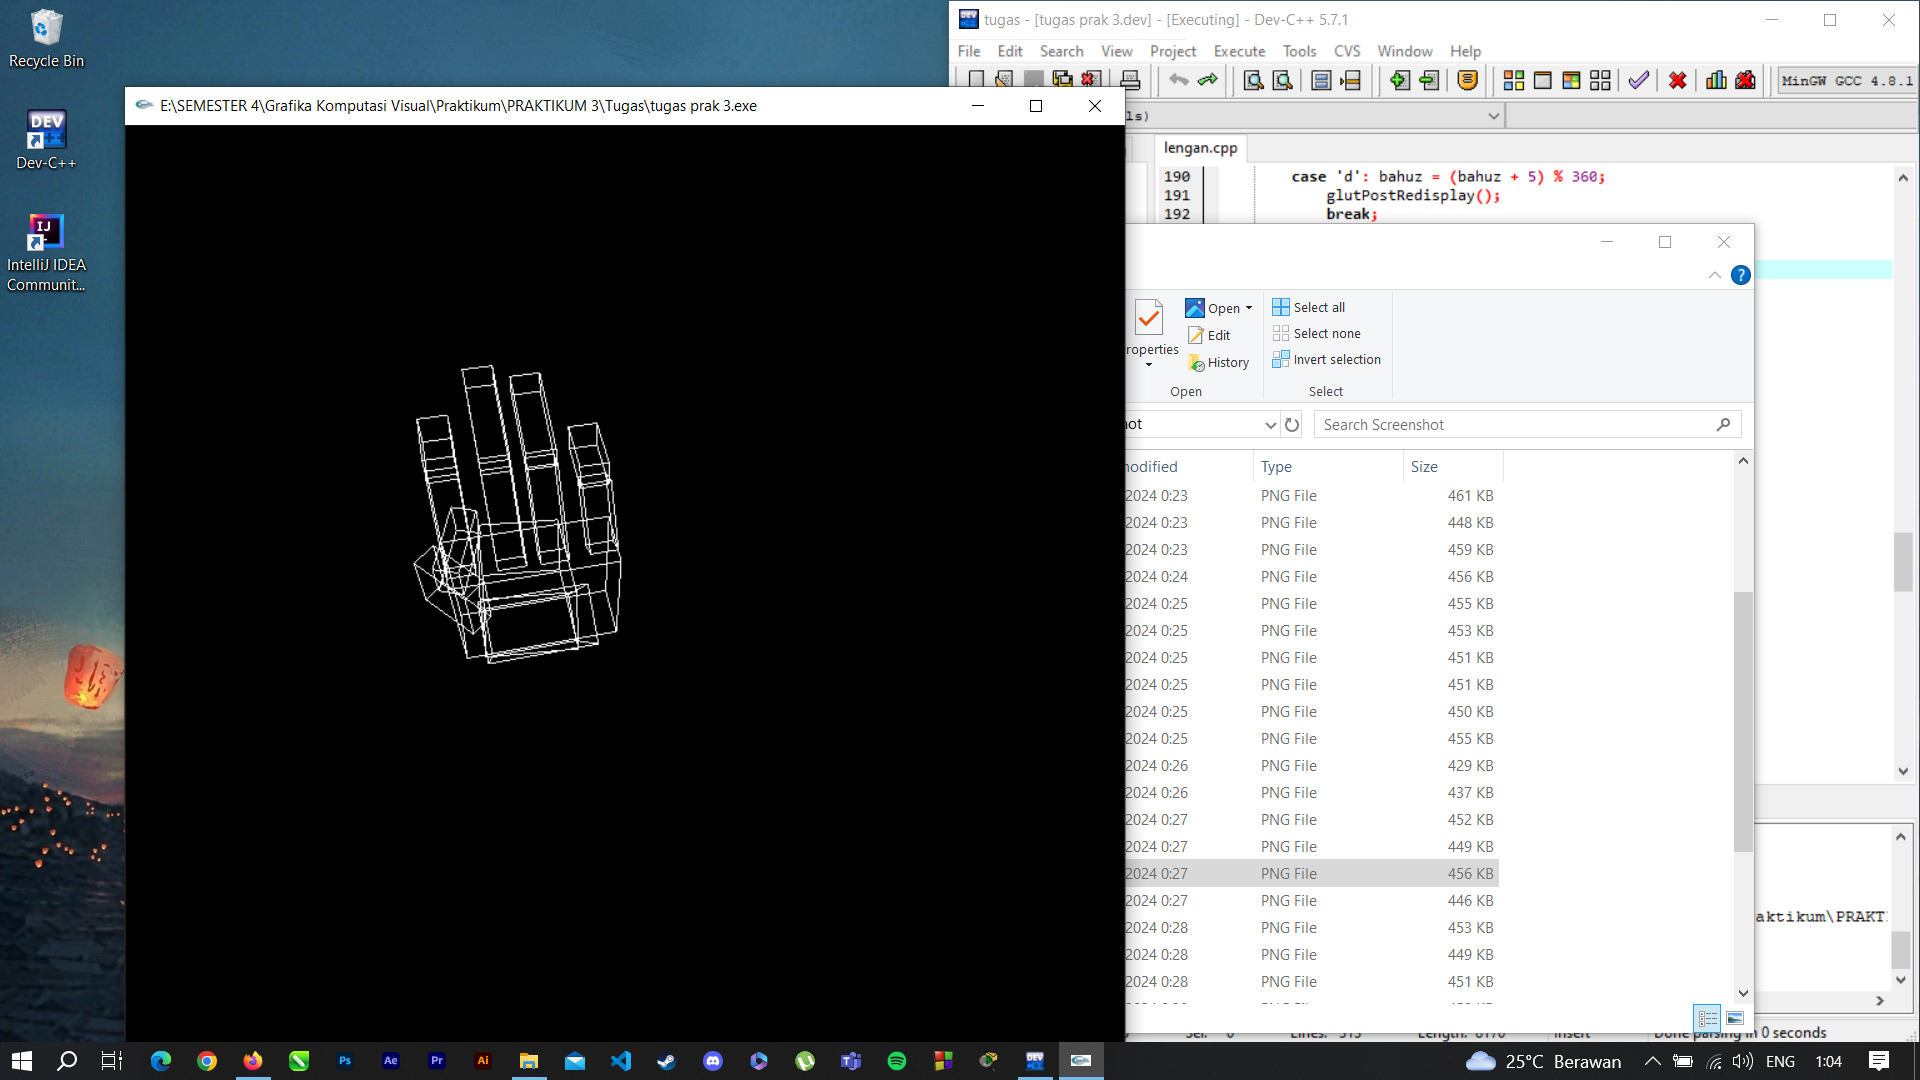 Recycle Bin
Dev-C++
IntelliJ IDEA
Communit...
tugas - [tugas prak 3.dev] - [Executing] - Dev-C++ 5.7.1
File Edit Search View Project Execute Tools CVS Window Help
MinGW GCC 4.8.1
E:\SEMESTER 4\Grafika Komputasi Visual\Praktikum\PRAKTIKUM 3\Tugas\tugas prak 3.exe
ls)
lengan.cpp
190 case 'd': bahuz = (bahuz + 5) % 360;
191 glutPostRedisplay();
192 break;
roperties
Open
Edit
History
Open
Select all
Select none
Invert selection
Select
hot
Search Screenshot
modified Type Size
2024 0:23 PNG File 461 KB
2024 0:23 PNG File 448 KB
2024 0:23 PNG File 459 KB
2024 0:24 PNG File 456 KB
2024 0:25 PNG File 455 KB
2024 0:25 PNG File 453 KB
2024 0:25 PNG File 451 KB
2024 0:25 PNG File 451 KB
2024 0:25 PNG File 450 KB
2024 0:25 PNG File 455 KB
2024 0:26 PNG File 429 KB
2024 0:26 PNG File 437 KB
2024 0:27 PNG File 452 KB
2024 0:27 PNG File 449 KB
2024 0:27 PNG File 456 KB
2024 0:27 PNG File 446 KB
2024 0:28 PNG File 453 KB
2024 0:28 PNG File 449 KB
2024 0:28 PNG File 451 KB
aktikum\PRAKT
Sel: 0 Lines: Length: Insert Done parsing in 0 seconds
25°C Berawan ENG 1:04